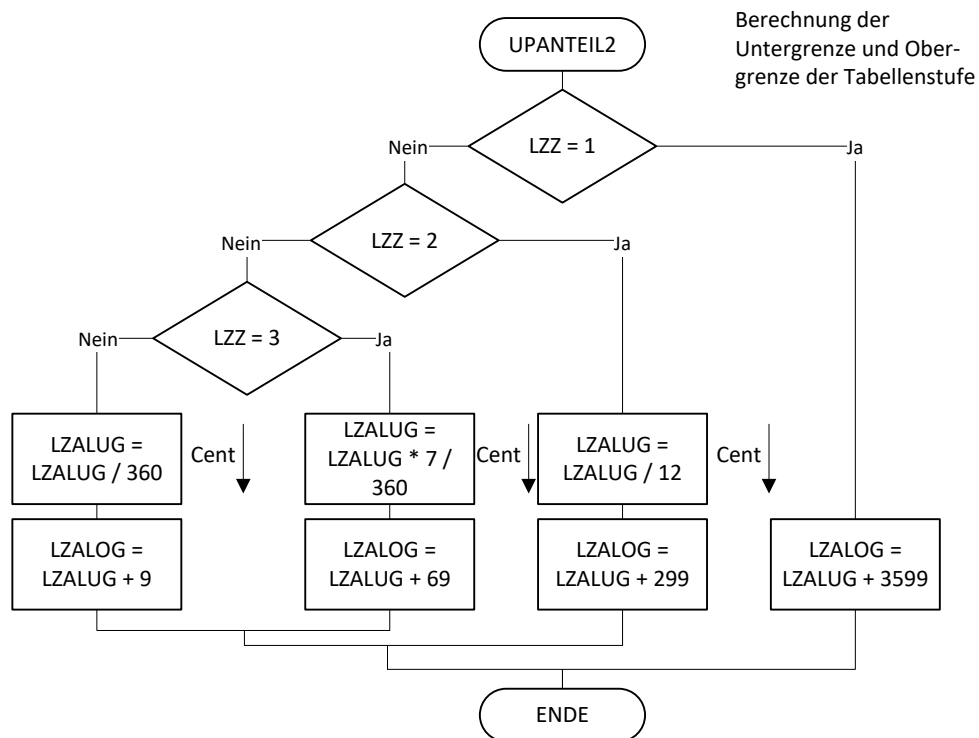 Berechnung der
Untergrenze und Ober-
grenze der Tabellenstufe
UPANTEIL2
LZZ = 1
Nein
Ja
LZZ = 2
Nein
Ja
LZZ = 3
Nein
Ja
LZALUG =
LZALUG / 360
Cent
LZALUG =
LZALUG * 7 /
360
Cent
LZALUG =
LZALUG / 12
Cent
LZALOG =
LZALUG + 9
LZALOG =
LZALUG + 69
LZALOG =
LZALUG + 299
LZALOG =
LZALUG + 3599
ENDE